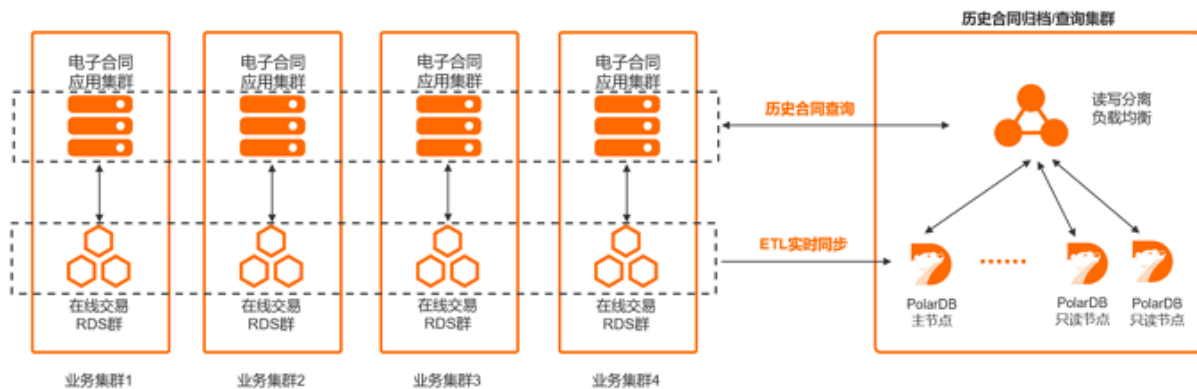 历史合同归档/查询集群
电子合同
应用集群
电子合同
应用集群
电子合同
应用集群
电子合同
应用集群
历史合同查询
读写分离
负载均衡
ETL实时同步
在线交易
RDS群
在线交易
RDS群
在线交易
RDS群
在线交易
RDS群
PolarDB
主节点
PolarDB
只读节点
PolarDB
只读节点
业务集群1
业务集群2
业务集群3
业务集群4